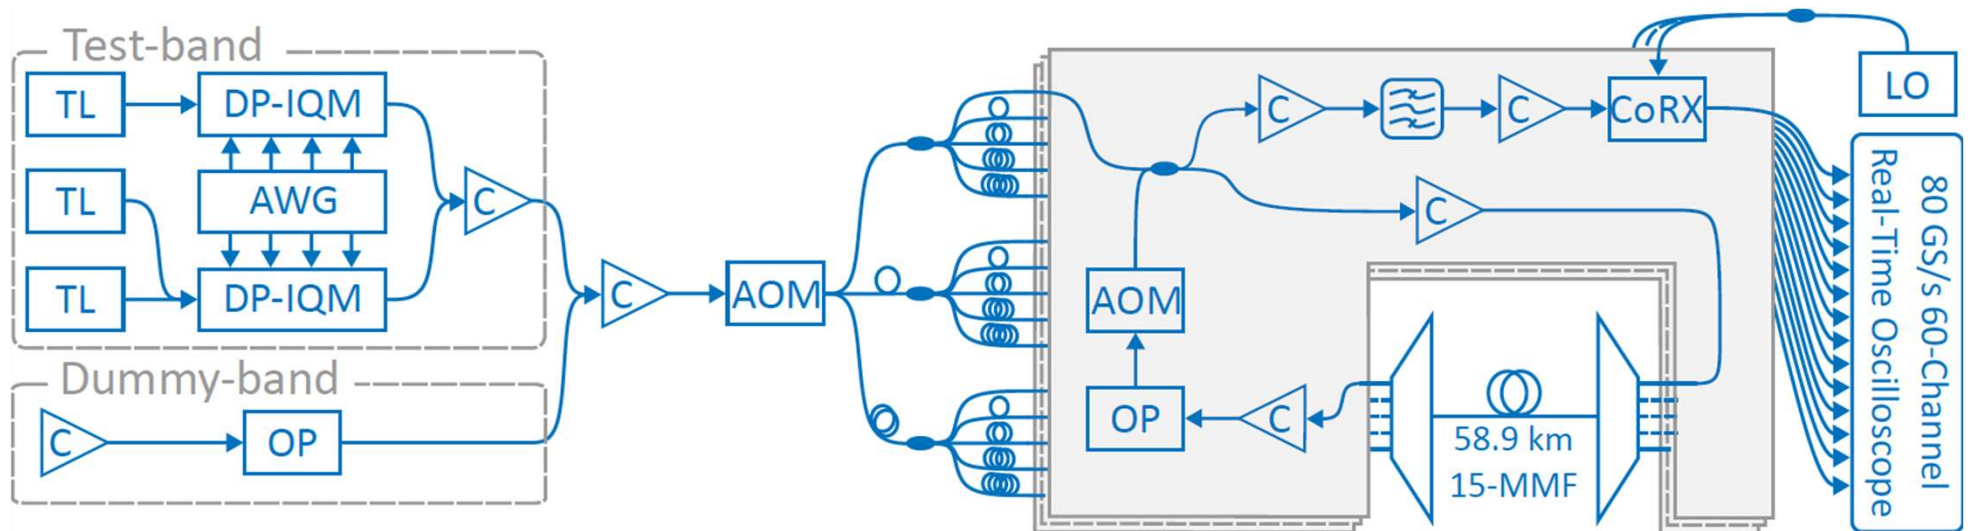 Test-band
TL
DP-IQM
TL
AWG
C
TL
DP-IQM
Dummy-band
C
OP
C
AOM
C
C
CoRX
LO
C
AOM
OP
C
58.9 km
15-MMF
80 GS/s 60-Channel
Real-Time Oscilloscope